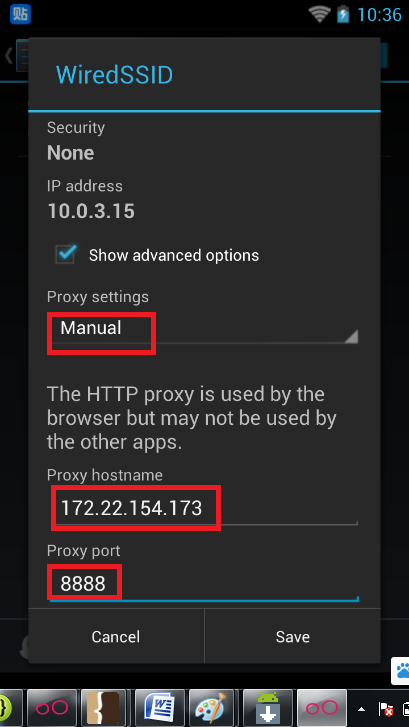 贴
10:36
WiredSSID
Security
None
IP address
10.0.3.15
Show advanced options
Proxy settings
Manual
The HTTP proxy is used by the
browser but may not be used by
the other apps.
Proxy hostname
172.22.154.173
Proxy port
8888
Cancel
Save
W